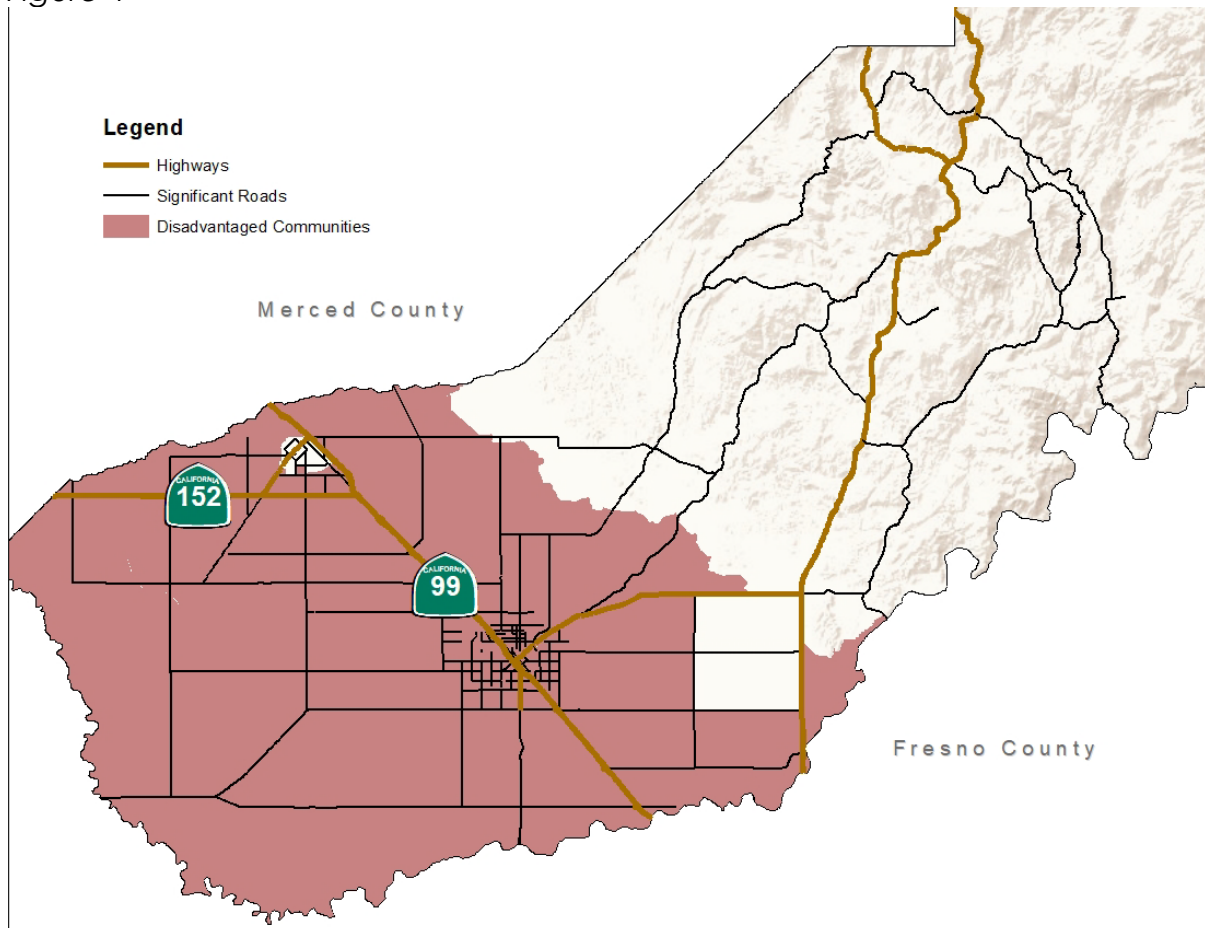 Legend
Highways
Significant Roads
Disadvantaged Communities
Merced County
CALIFORNIA
152
CALIFORNIA
99
Fresno County